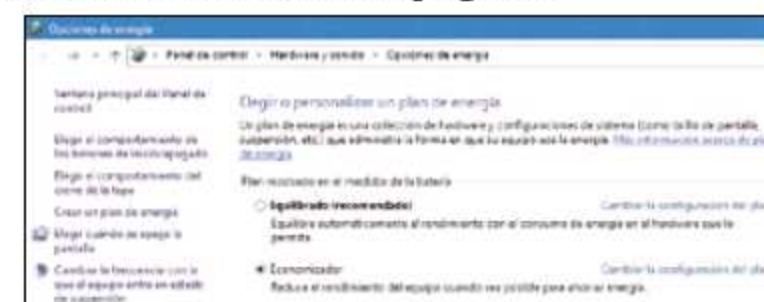 Opciones de energía
Panel de control › Hardware y sonido › Opciones de energía
Ventana principal del Panel de
control
Elegir o personalizar un plan de energía
Un plan de energía es una colección de hardware y configuraciones de sistema (como brillo de pantalla,
suspensión, etc.) que administra la forma en que su equipo usa la energía. Más información acerca de
de energía
Elegir el comportamiento de
los botones de inicio/apagado
Elegir el comportamiento del
cierre de la tapa
Crear un plan de energía
Elegir cuándo se apaga la
pantalla
Cambiar la frecuencia con la
que el equipo entra en estado
de suspensión
Plan mostrado en el medidor de la batería
Equilibrado (recomendado)
Cambiar la configuración del
Equilibra automáticamente el rendimiento con el consumo de energía en el hardware que lo
permita.
Economizador
Cambiar la configuración del
Reduce el rendimiento del equipo cuando sea posible para ahorrar energía.